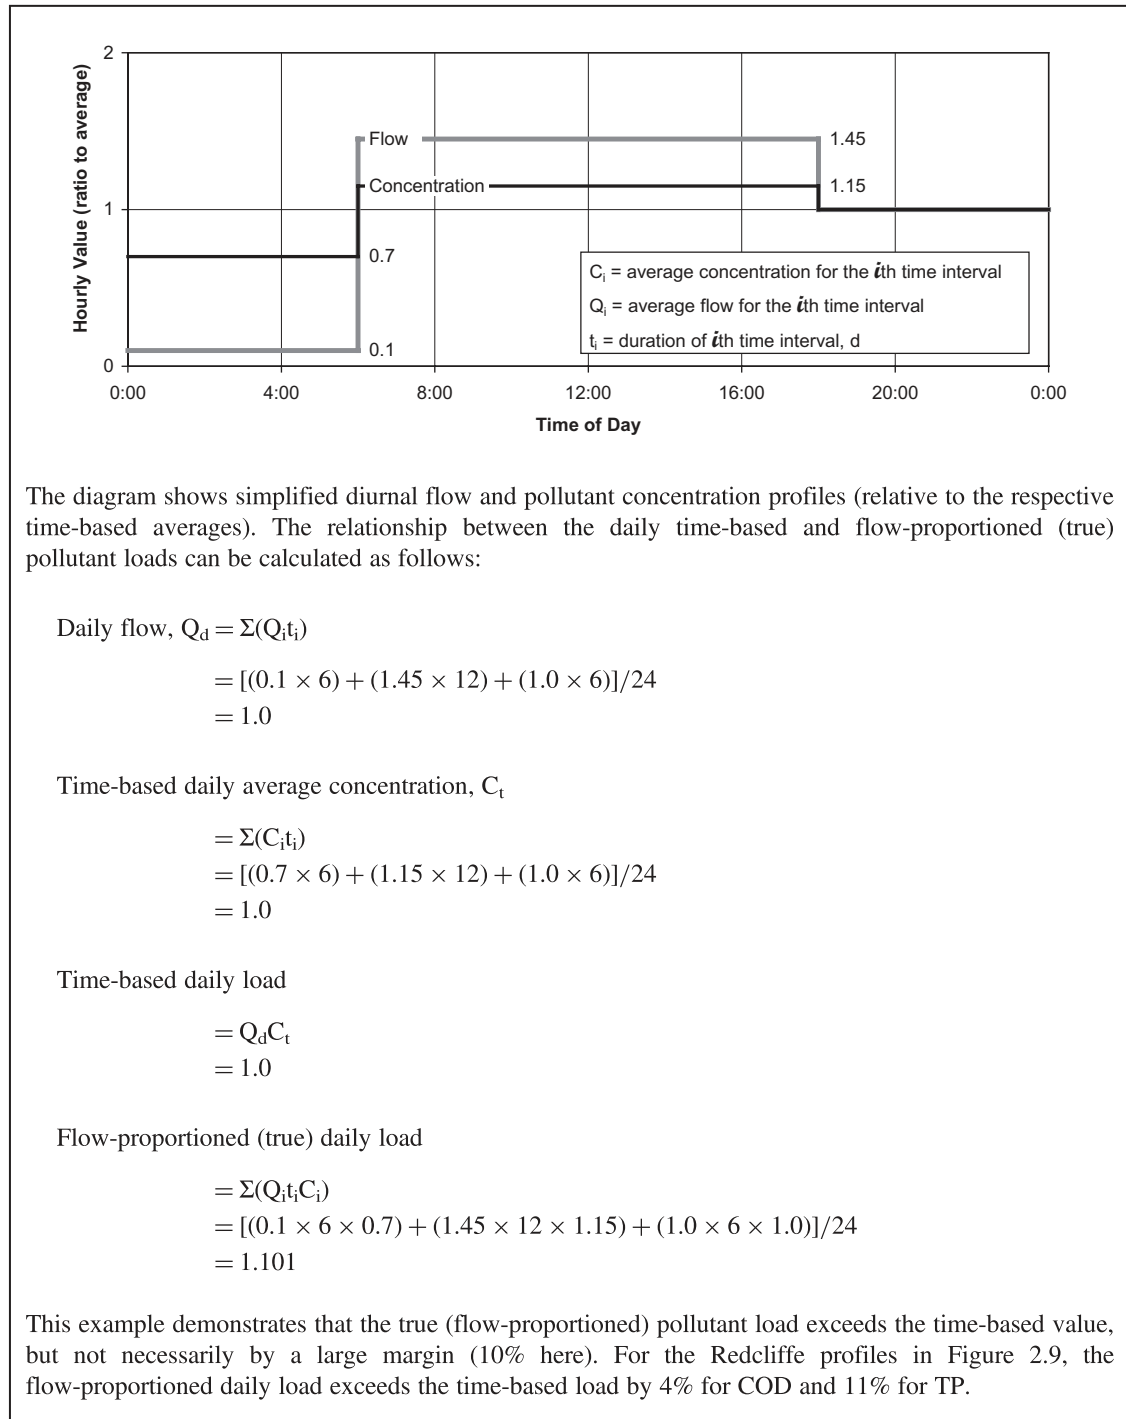 2
Hourly Value (ratio to average)
Flow
1.45
Concentration
1.15
1
0.7
C_i = average concentration for the ith time interval
Q_i = average flow for the ith time interval
t_i = duration of ith time interval, d
0.1
0
0:00 4:00 8:00 12:00 16:00 20:00 0:00
Time of Day
The diagram shows simplified diurnal flow and pollutant concentration profiles (relative to the respective
time-based averages). The relationship between the daily time-based and flow-proportioned (true)
pollutant loads can be calculated as follows:
Daily flow, Q_d = Σ(Q_it_i)
= [(0.1 × 6) + (1.45 × 12) + (1.0 × 6)]/24
= 1.0
Time-based daily average concentration, C_t
= Σ(C_it_i)
= [(0.7 × 6) + (1.15 × 12) + (1.0 × 6)]/24
= 1.0
Time-based daily load
= Q_dC_t
= 1.0
Flow-proportioned (true) daily load
= Σ(Q_it_iC_i)
= [(0.1 × 6 × 0.7) + (1.45 × 12 × 1.15) + (1.0 × 6 × 1.0)]/24
= 1.101
This example demonstrates that the true (flow-proportioned) pollutant load exceeds the time-based value,
but not necessarily by a large margin (10% here). For the Redcliffe profiles in Figure 2.9, the
flow-proportioned daily load exceeds the time-based load by 4% for COD and 11% for TP.